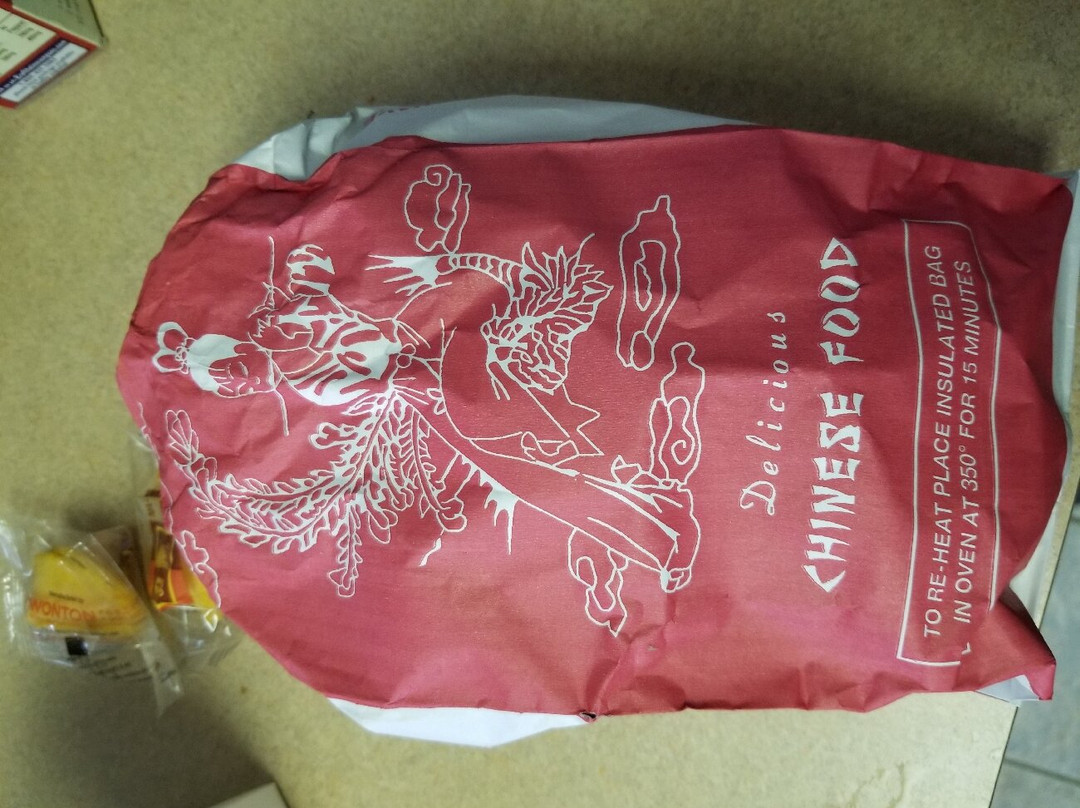 Delicious
CHINESE FOOD
TO RE-HEAT PLACE INSULATED BAG
IN OVEN AT 350° FOR 15 MINUTES
WONTON